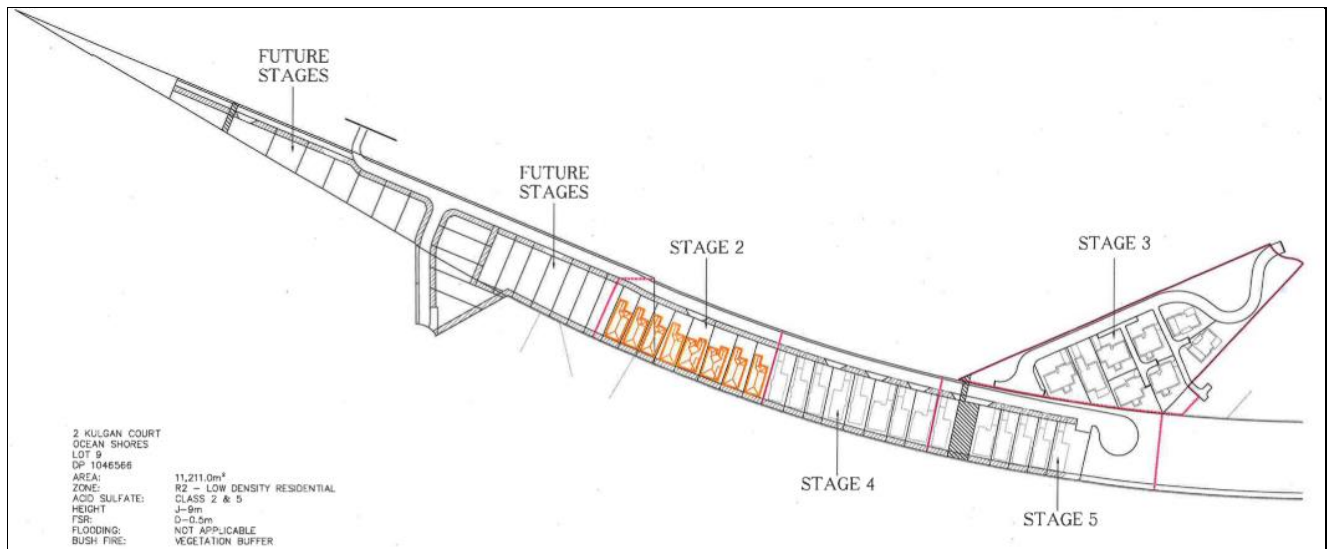 FUTURE
STAGES
FUTURE
STAGES
STAGE 2
STAGE 3
STAGE 4
STAGE 5
2 KULGAN COURT
OCEAN SHORES
LOT 9
DP 1046566
AREA: 11,211.0m²
ZONE: R2 - LOW DENSITY RESIDENTIAL
ACID SULFATE: CLASS 2 & 5
HEIGHT J-9m
FSR: D-0.5m
FLOODING: NOT APPLICABLE
BUSH FIRE: VEGETATION BUFFER